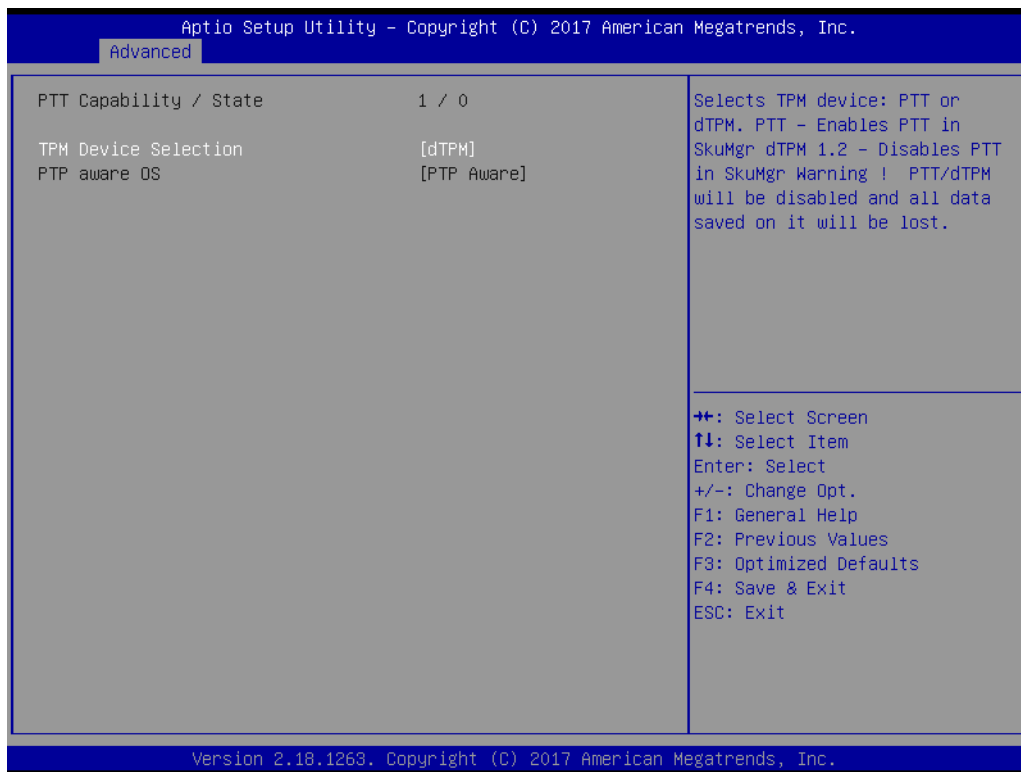 Aptio Setup Utility – Copyright (C) 2017 American Megatrends, Inc.
Advanced
PTT Capability / State 1 / 0
TPM Device Selection [dTPM]
PTP aware OS [PTP Aware]
Selects TPM device: PTT or
dTPM. PTT – Enables PTT in
SkuMgr dTPM 1.2 – Disables PTT
in SkuMgr Warning ! PTT/dTPM
will be disabled and all data
saved on it will be lost.
→←: Select Screen
↑↓: Select Item
Enter: Select
+/-: Change Opt.
F1: General Help
F2: Previous Values
F3: Optimized Defaults
F4: Save & Exit
ESC: Exit
Version 2.18.1263. Copyright (C) 2017 American Megatrends, Inc.